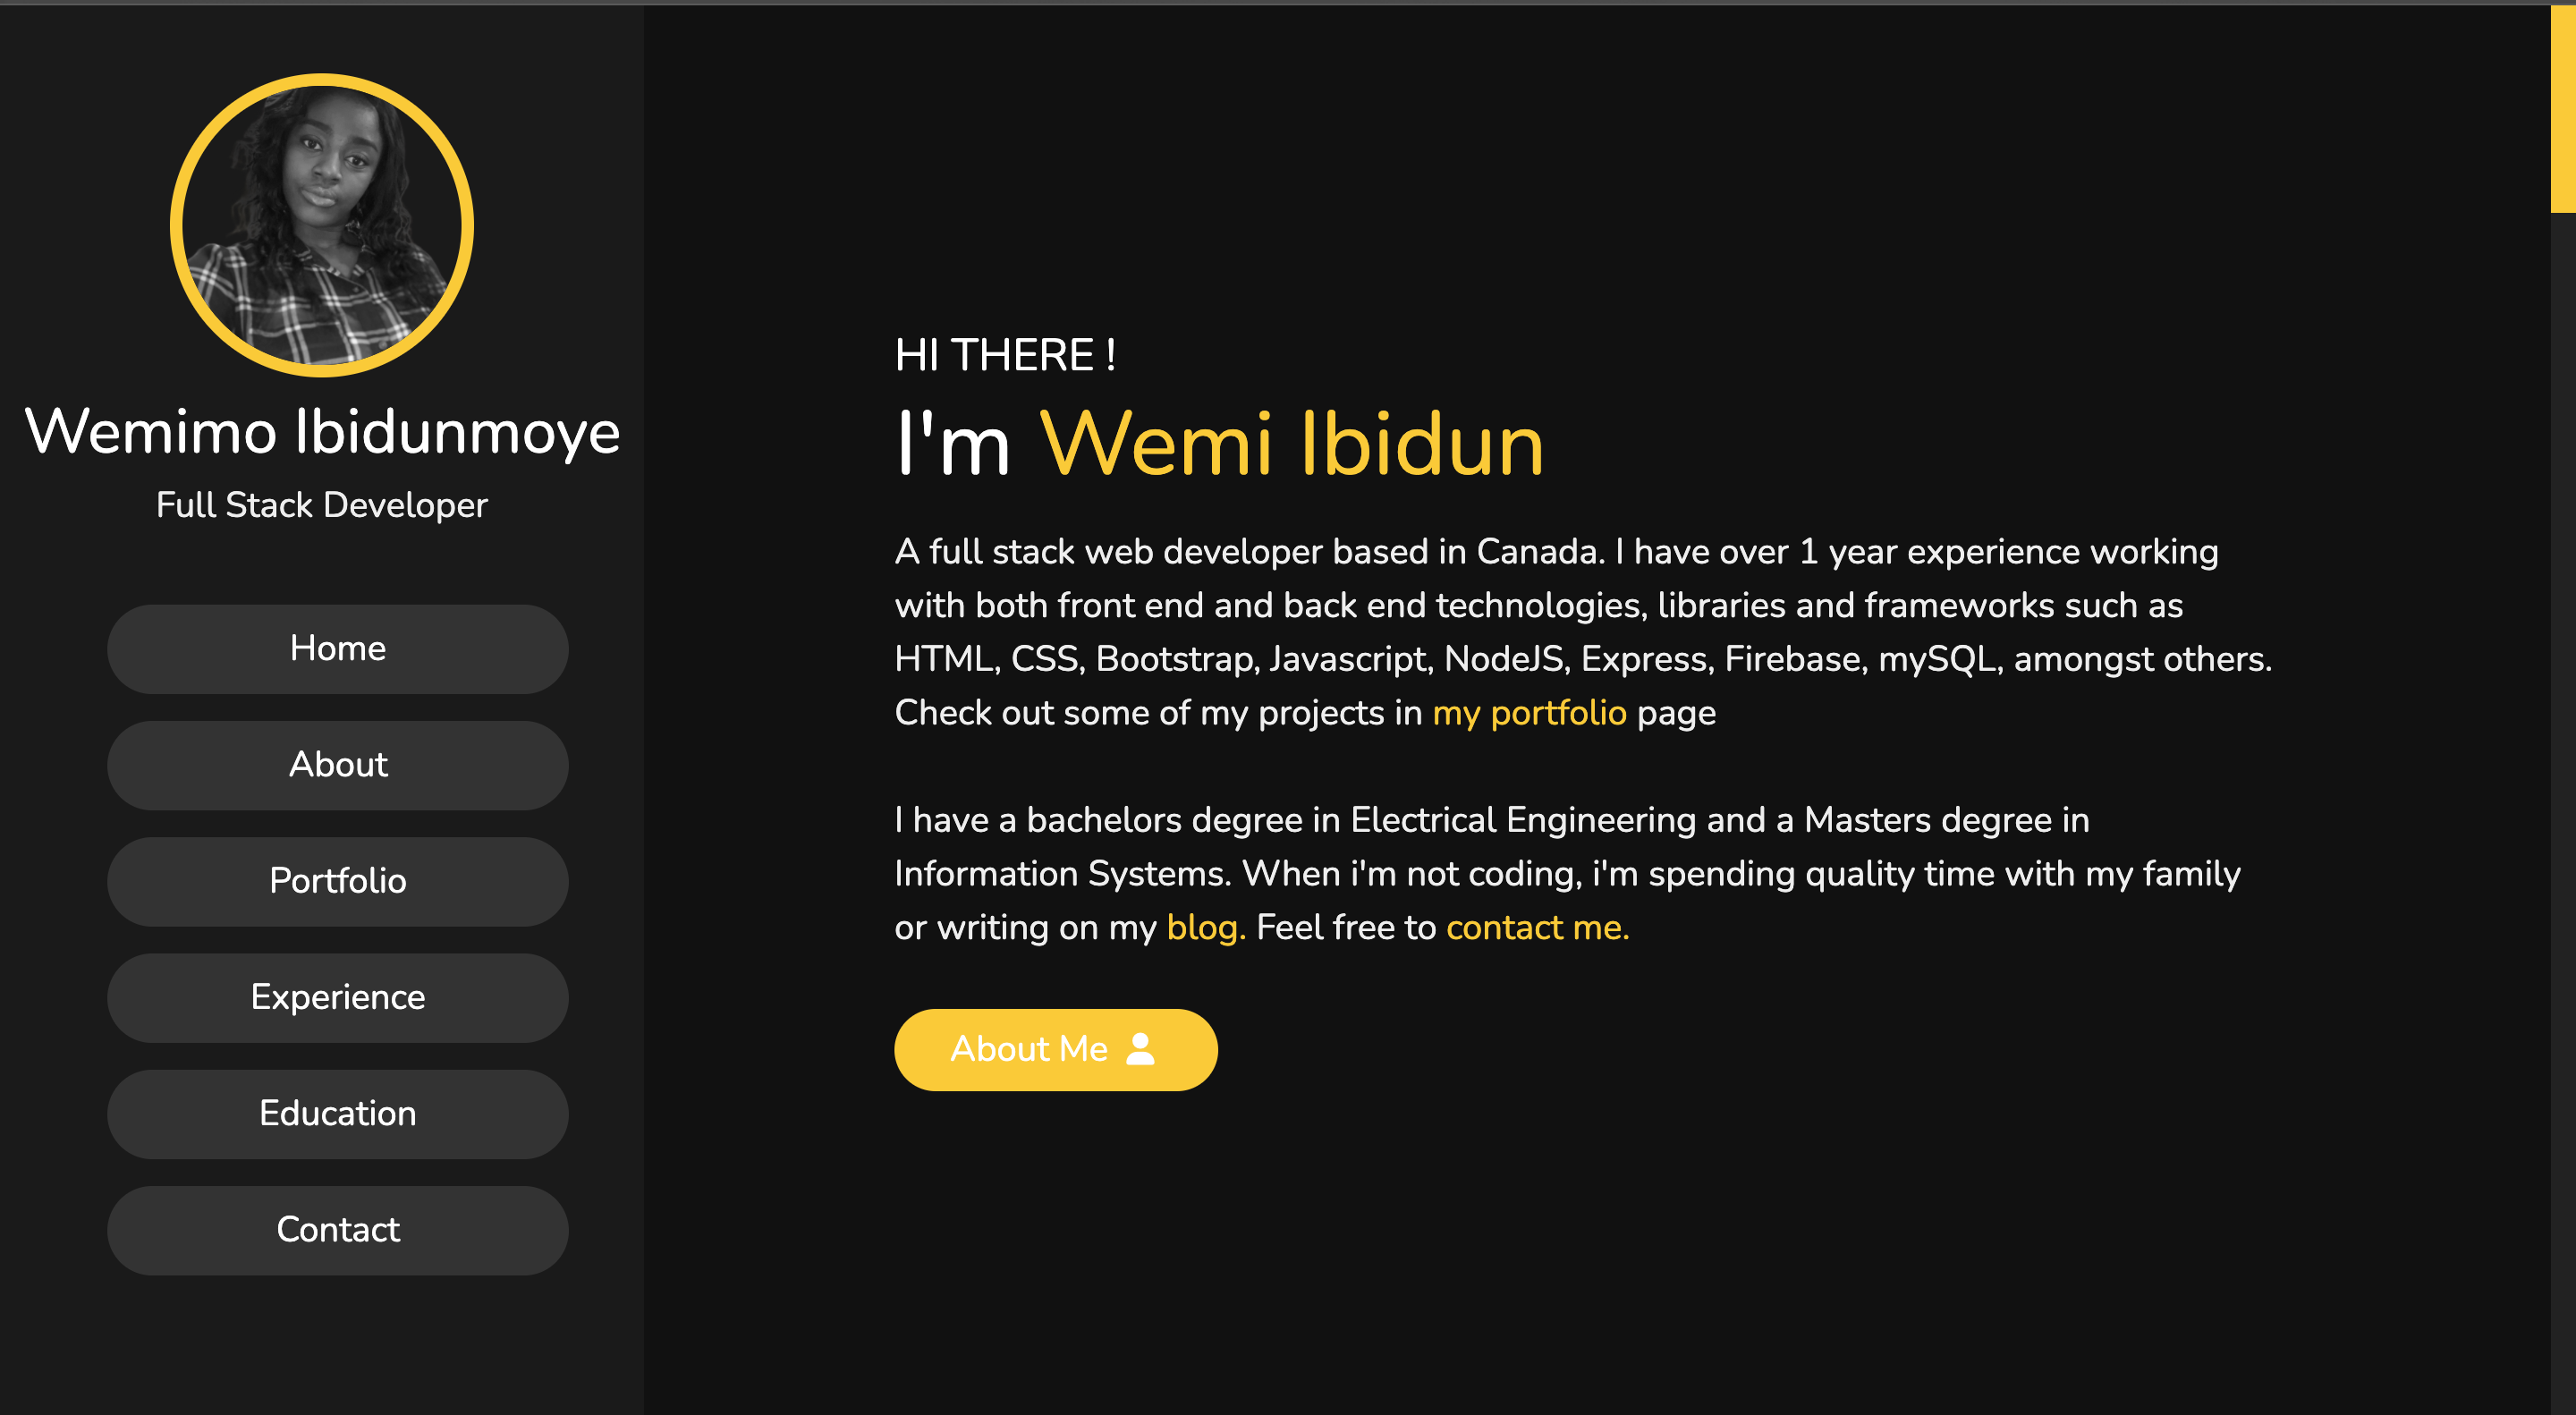 Wemimo Ibidunmoye
Full Stack Developer
Home
About
Portfolio
Experience
Education
Contact
HI THERE !
I'm Wemi Ibidun
A full stack web developer based in Canada. I have over 1 year experience working
with both front end and back end technologies, libraries and frameworks such as
HTML, CSS, Bootstrap, Javascript, NodeJS, Express, Firebase, mySQL, amongst others.
Check out some of my projects in my portfolio page
I have a bachelors degree in Electrical Engineering and a Masters degree in
Information Systems. When i'm not coding, i'm spending quality time with my family
or writing on my blog. Feel free to contact me.
About Me